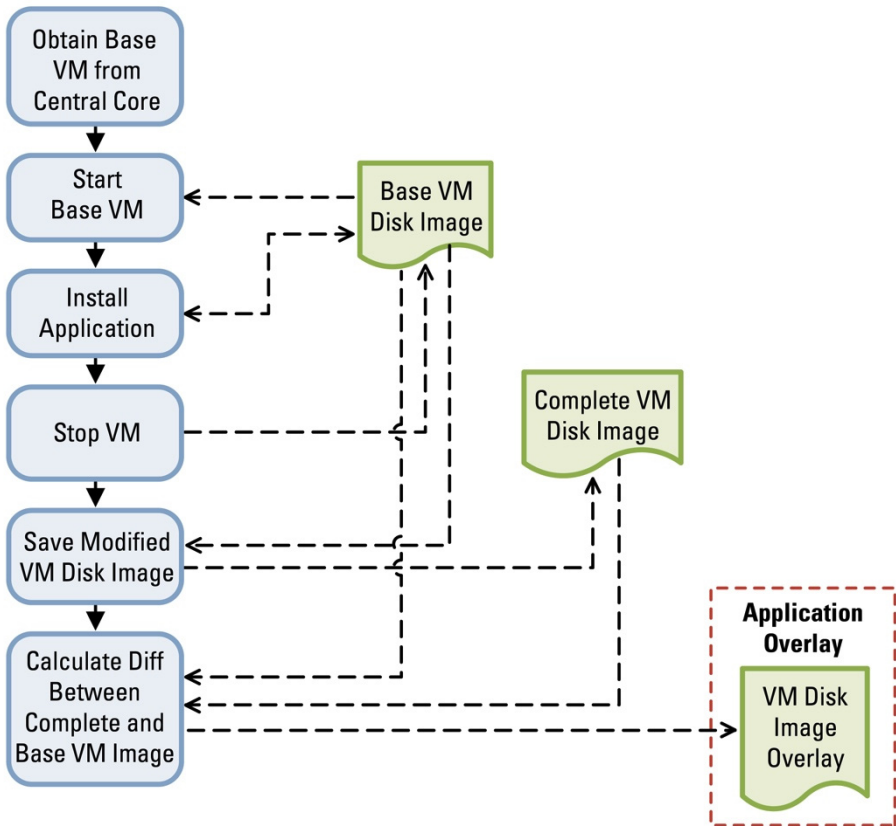 Obtain Base
VM from
Central Core
Start
Base VM
Base VM
Disk Image
Install
Application
Stop VM
Complete VM
Disk Image
Save Modified
VM Disk Image
Calculate Diff
Between
Complete and
Base VM Image
Application
Overlay
VM Disk
Image
Overlay